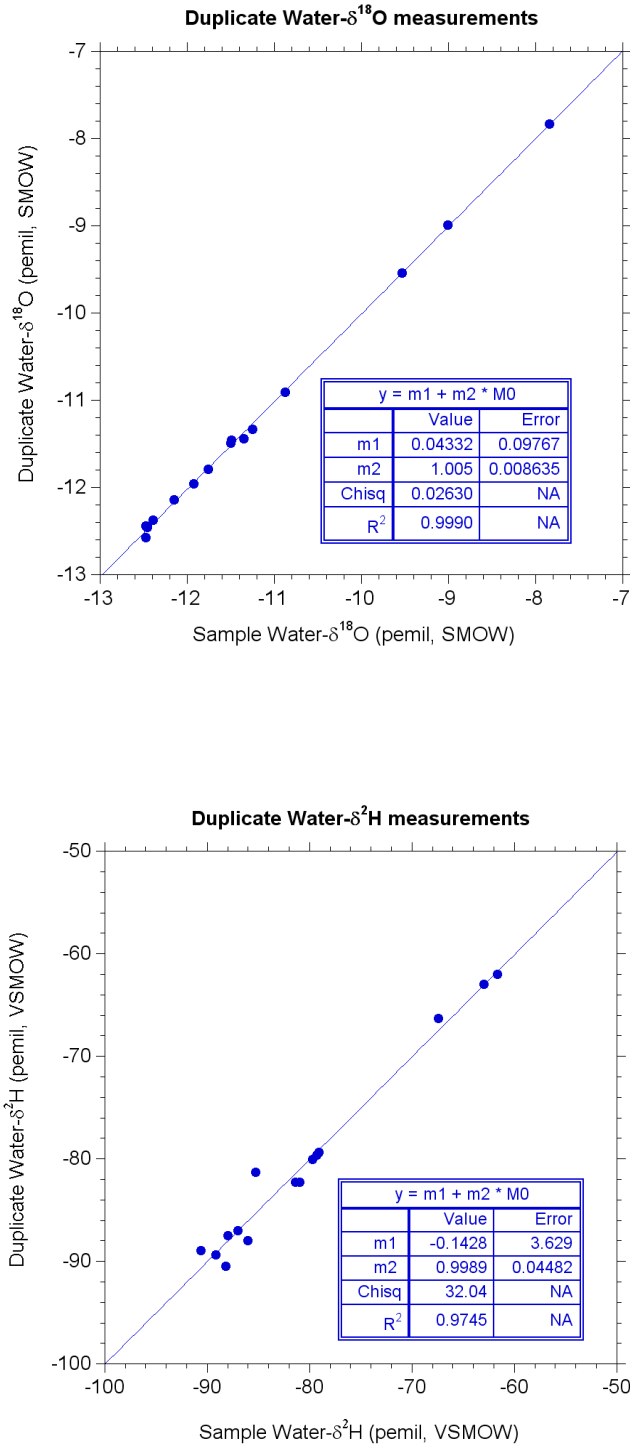 Duplicate Water-δ¹⁸O measurements
-7
-8
-9
-10
-11
-12
-13
Duplicate Water-δ¹⁸O (pemil, SMOW)
y = m1 + m2 * M0
Value Error
m1 0.04332 0.09767
m2 1.005 0.008635
Chisq 0.02630 NA
R² 0.9990 NA
-13 -12 -11 -10 -9 -8 -7
Sample Water-δ¹⁸O (pemil, SMOW)
Duplicate Water-δ²H measurements
-50
-60
-70
-80
-90
-100
Duplicate Water-δ²H (pemil, VSMOW)
y = m1 + m2 * M0
Value Error
m1 -0.1428 3.629
m2 0.9989 0.04482
Chisq 32.04 NA
R² 0.9745 NA
-100 -90 -80 -70 -60 -50
Sample Water-δ²H (pemil, VSMOW)